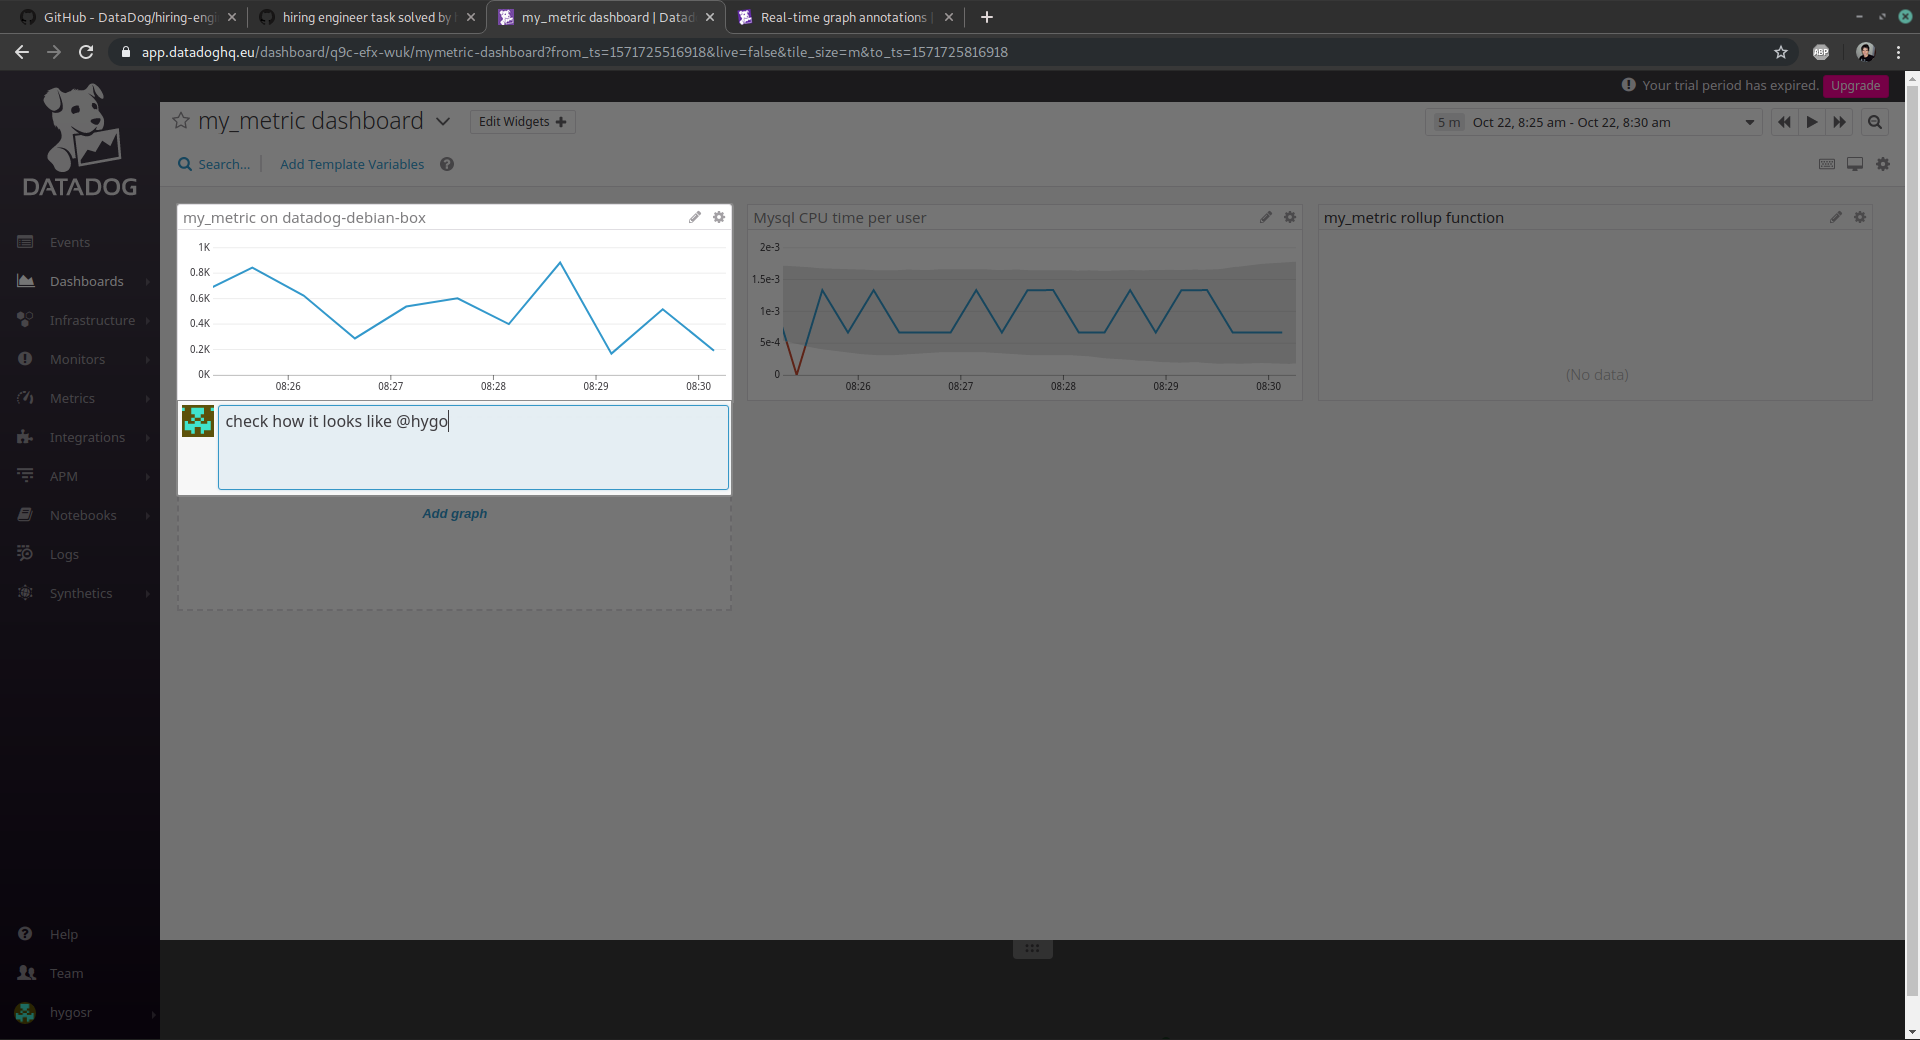 GitHub - DataDog/hiring-engi
hiring engineer task solved by
my_metric dashboard | Datad
Real-time graph annotations |
app.datadoghq.eu/dashboard/q9c-efx-wuk/mymetric-dashboard?from_ts=1571725516918&live=false&tile_size=m&to_ts=1571725816918
ABP
Your trial period has expired. Upgrade
DATADOG
Events
Dashboards
Infrastructure
Monitors
Metrics
Integrations
APM
Notebooks
Logs
Synthetics
Help
Team
hygosr
my_metric dashboard
Edit Widgets +
5 m Oct 22, 8:25 am - Oct 22, 8:30 am
Search...
Add Template Variables
my_metric on datadog-debian-box
1K
0.8K
0.6K
0.4K
0.2K
0K
08:26 08:27 08:28 08:29 08:30
check how it looks like @hygo
Add graph
Mysql CPU time per user
2e-3
1.5e-3
1e-3
5e-4
0
08:26 08:27 08:28 08:29 08:30
my_metric rollup function
(No data)